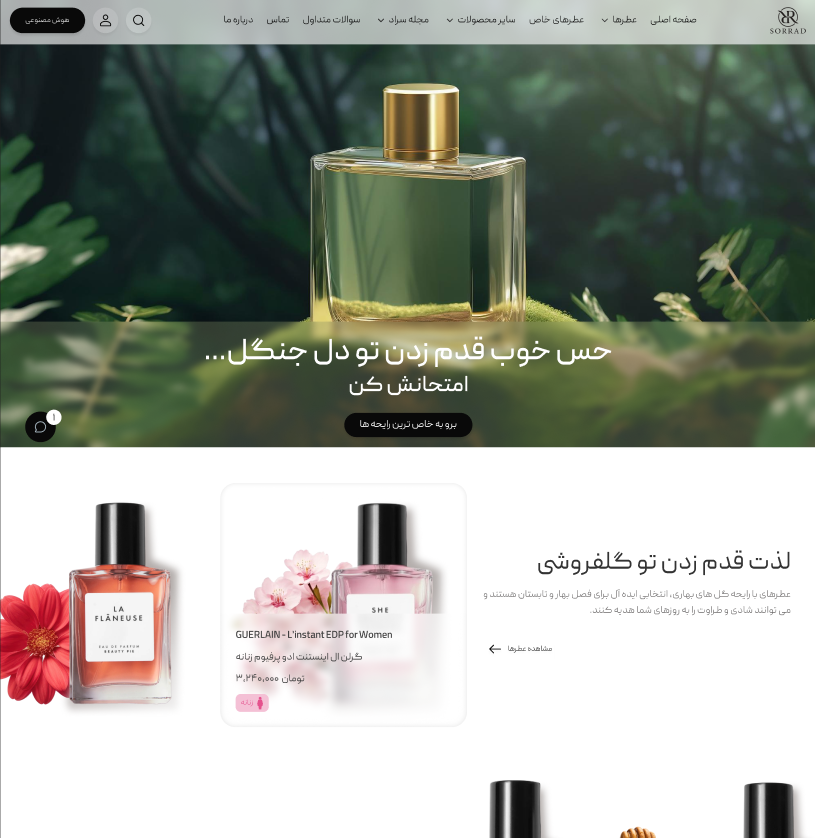 SORRAD
صفحه اصلی
عطرها
عطرهای خاص
سایر محصولات
مجله سراد
سوالات متداول
تماس
درباره ما
هوش مصنوعی
حس خوب قدم زدن تو دل جنگل...
امتحانش کن
برو به خاص ترین رایحه ها
۱
لذت قدم زدن تو گلفروشی
عطرهای با رایحه گل های بهاری، انتخابی ایده آل برای فصل بهار و تابستان هستند و
می توانند شادی و طراوت را به روزهای شما هدیه کنند.
مشاهده عطرها
SHE
GUERLAIN - L'instant EDP for Women
گرلن ال اینستنت ادو پرفیوم زنانه
۳,۲۴۰,۰۰۰ تومان
زنانه
LA
FLÂNEUSE
EAU DE PARFUM
BEAUTY PIE